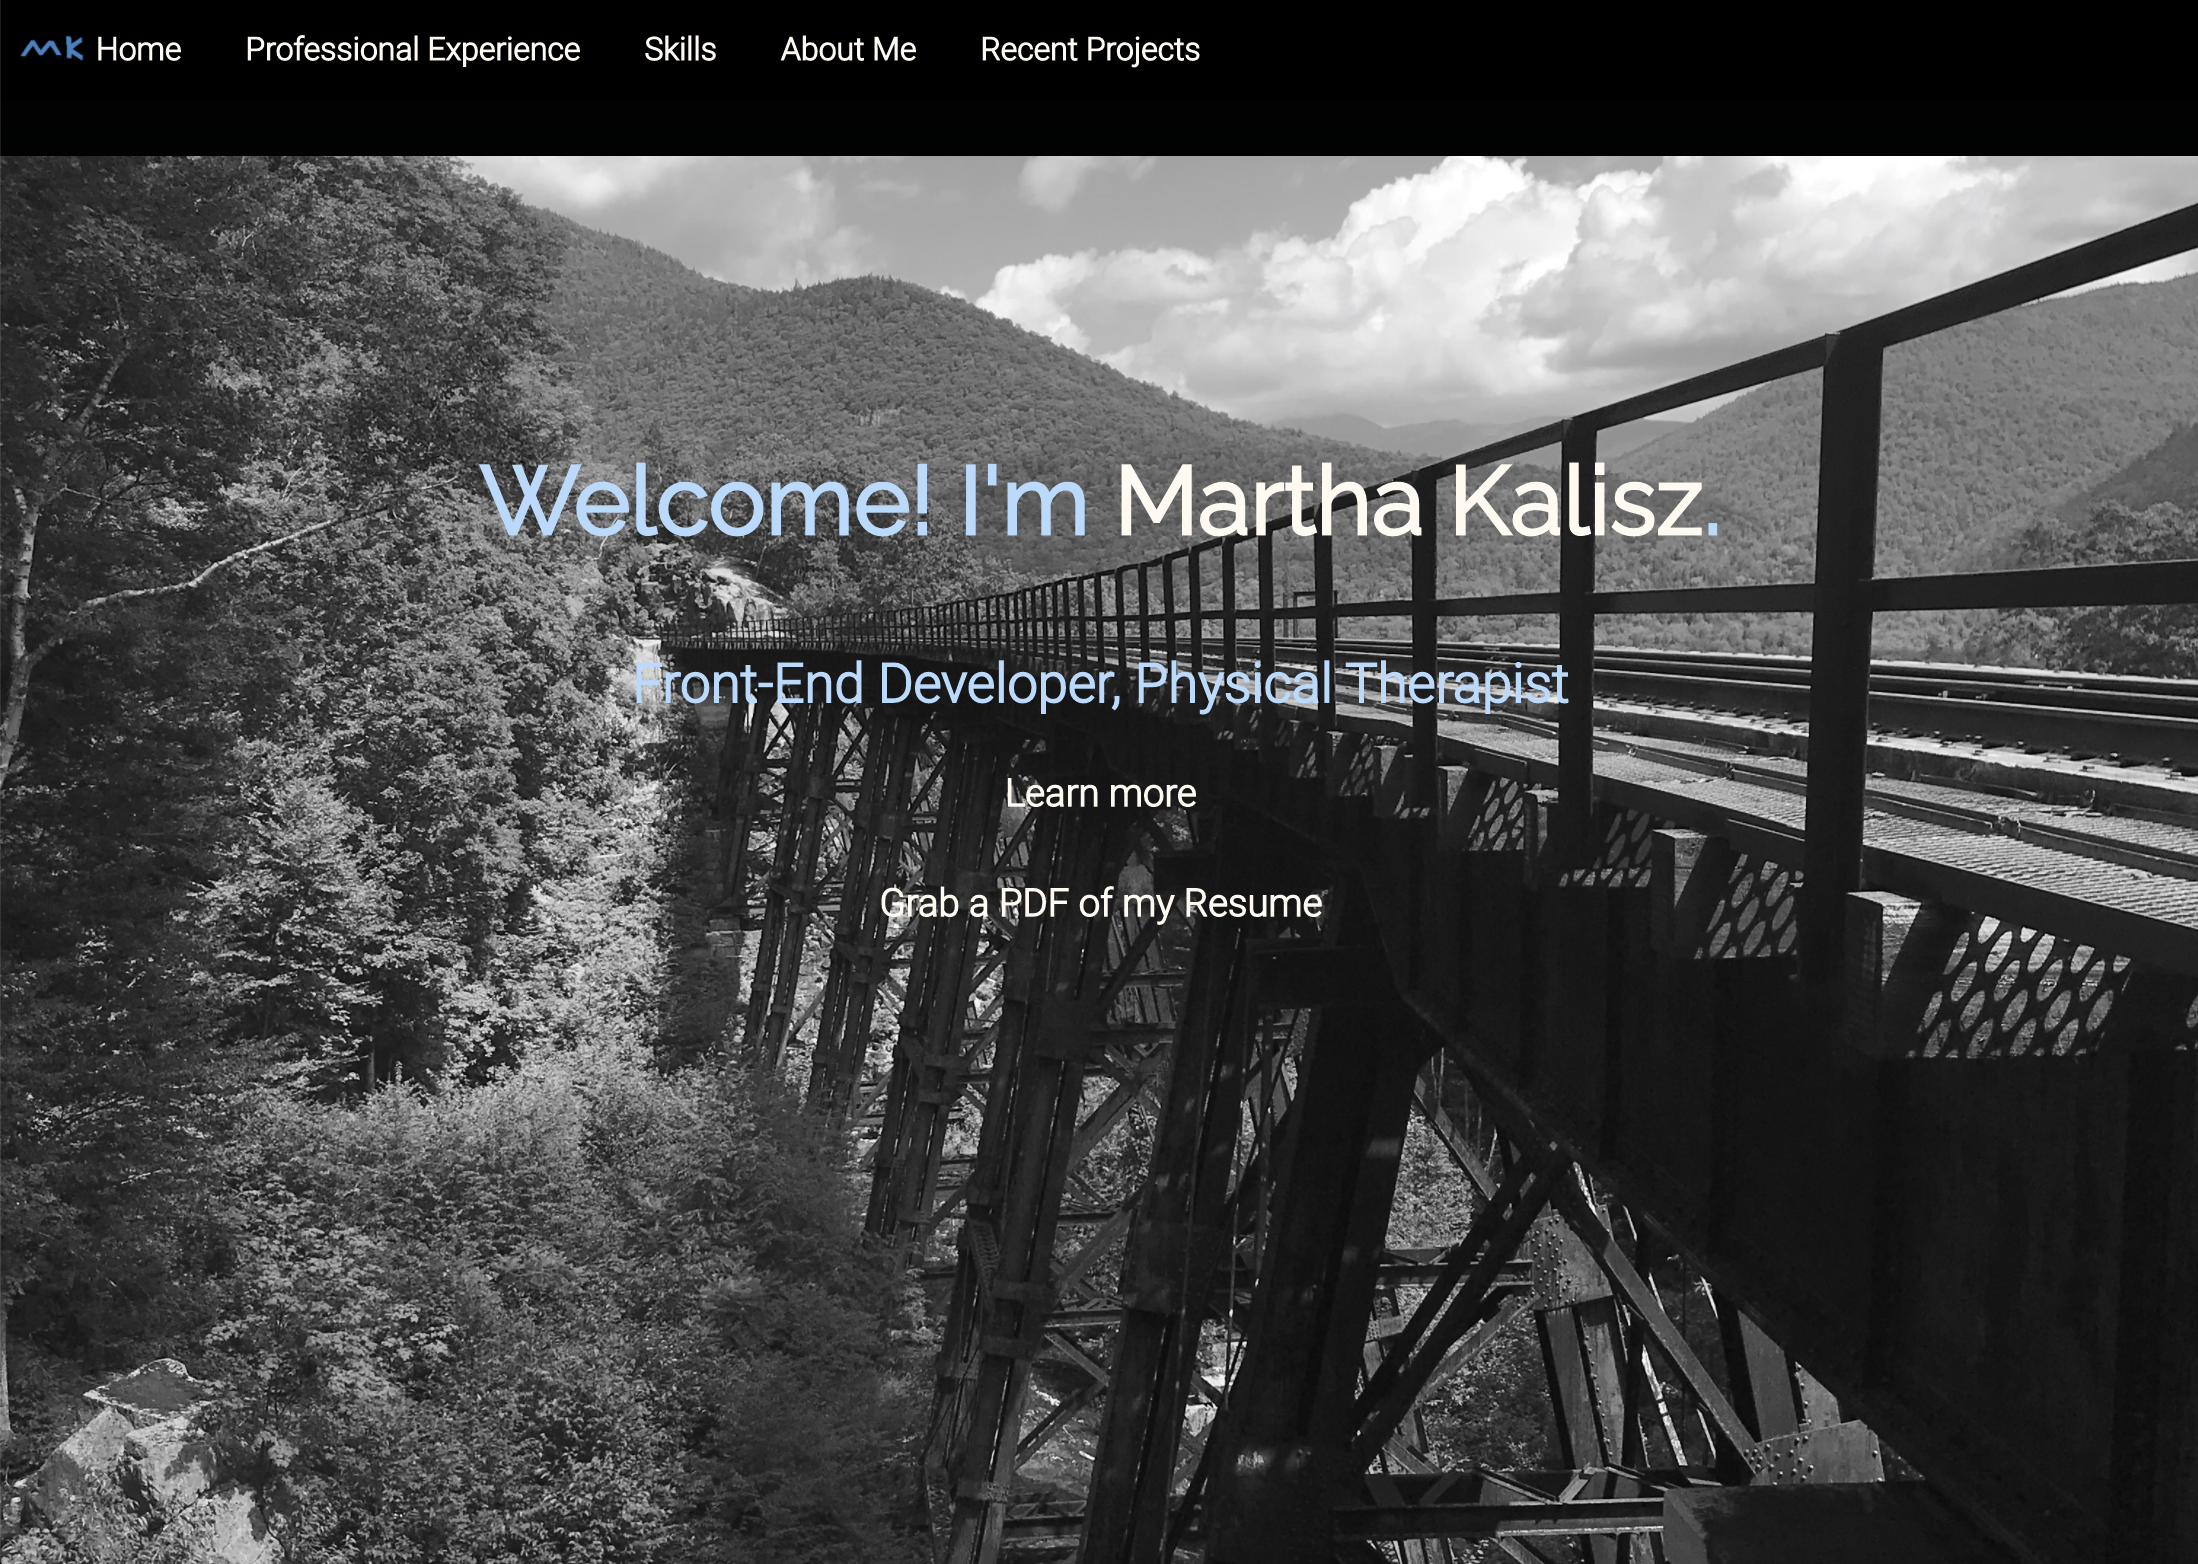 MK Home Professional Experience Skills About Me Recent Projects
Welcome! I'm Martha Kalisz.
Front-End Developer, Physical Therapist
Learn more
Grab a PDF of my Resume